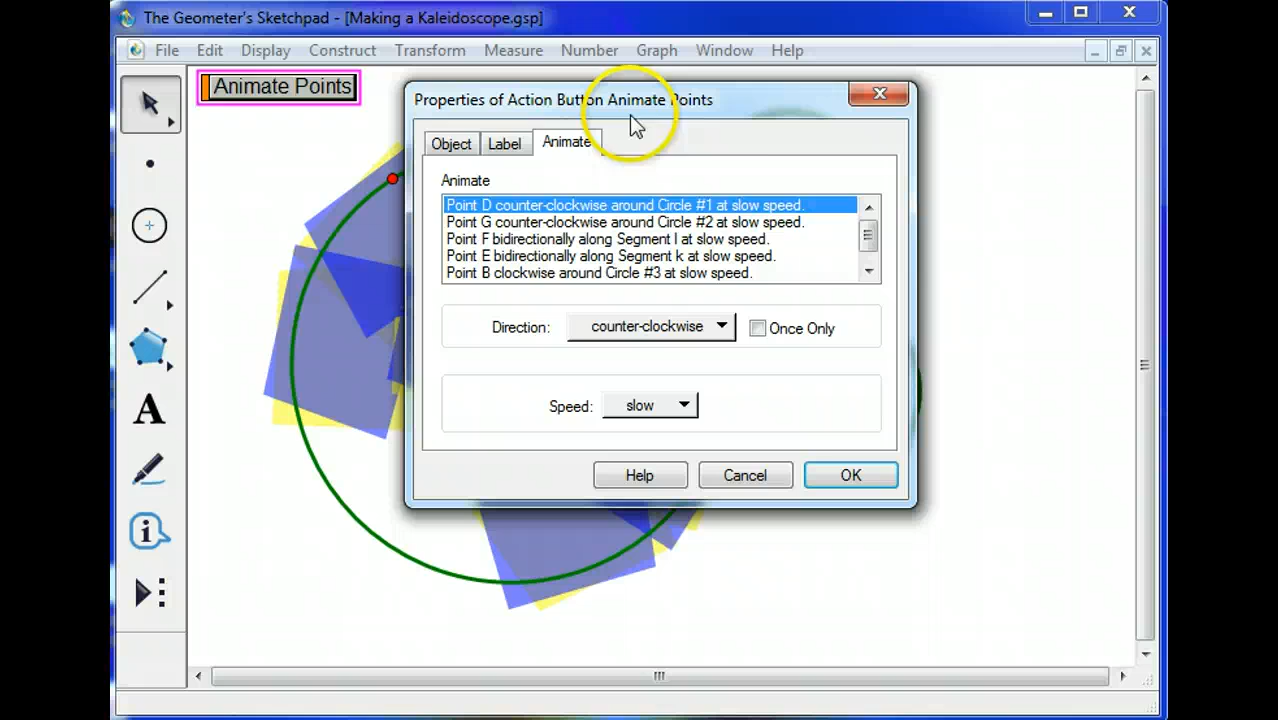 The Geometer's Sketchpad - [Making a Kaleidoscope.gsp]
File Edit Display Construct Transform Measure Number Graph Window Help
Animate Points
Properties of Action Button Animate Points
Object Label Animate
Animate
Point D counter-clockwise around Circle #1 at slow speed.
Point G counter-clockwise around Circle #2 at slow speed.
Point F bidirectionally along Segment l at slow speed.
Point E bidirectionally along Segment k at slow speed.
Point B clockwise around Circle #3 at slow speed.
Direction: counter-clockwise Once Only
Speed: slow
Help Cancel OK
A